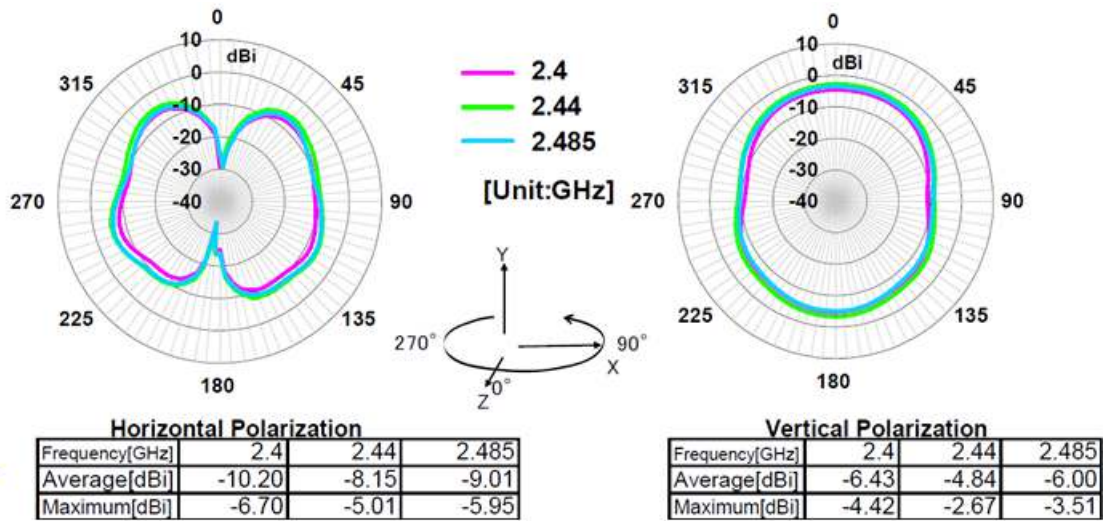 0
10
dBi
0
-10
-20
-30
-40
45
90
135
180
225
270
315
2.4
2.44
2.485
[Unit:GHz]
Y
270°
90°
X
0°
Z
0
10
dBi
0
-10
-20
-30
-40
45
90
135
180
225
270
315
Horizontal Polarization
Frequency[GHz] 2.4 2.44 2.485
Average[dBi] -10.20 -8.15 -9.01
Maximum[dBi] -6.70 -5.01 -5.95
Vertical Polarization
Frequency[GHz] 2.4 2.44 2.485
Average[dBi] -6.43 -4.84 -6.00
Maximum[dBi] -4.42 -2.67 -3.51